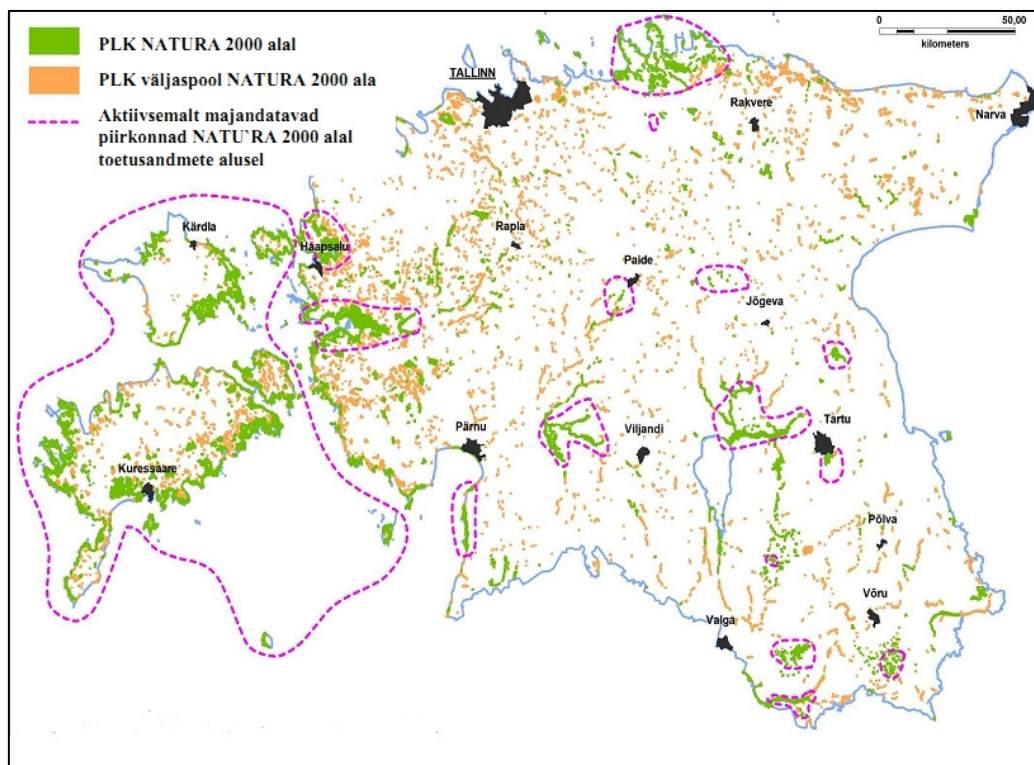 PLK NATURA 2000 alal
PLK väljaspool NATURA 2000 ala
Aktiivsemalt majandatavad
piirkonnad NATU`RA 2000 alal
toetusandmete alusel
0 50,00
kilometers
TALLINN
Rakvere
Narva
Kärdla
Haapsalu
Rapla
Paide
Jõgeva
Pärnu
Viljandi
Tartu
Kuressaare
Põlva
Võru
Valga